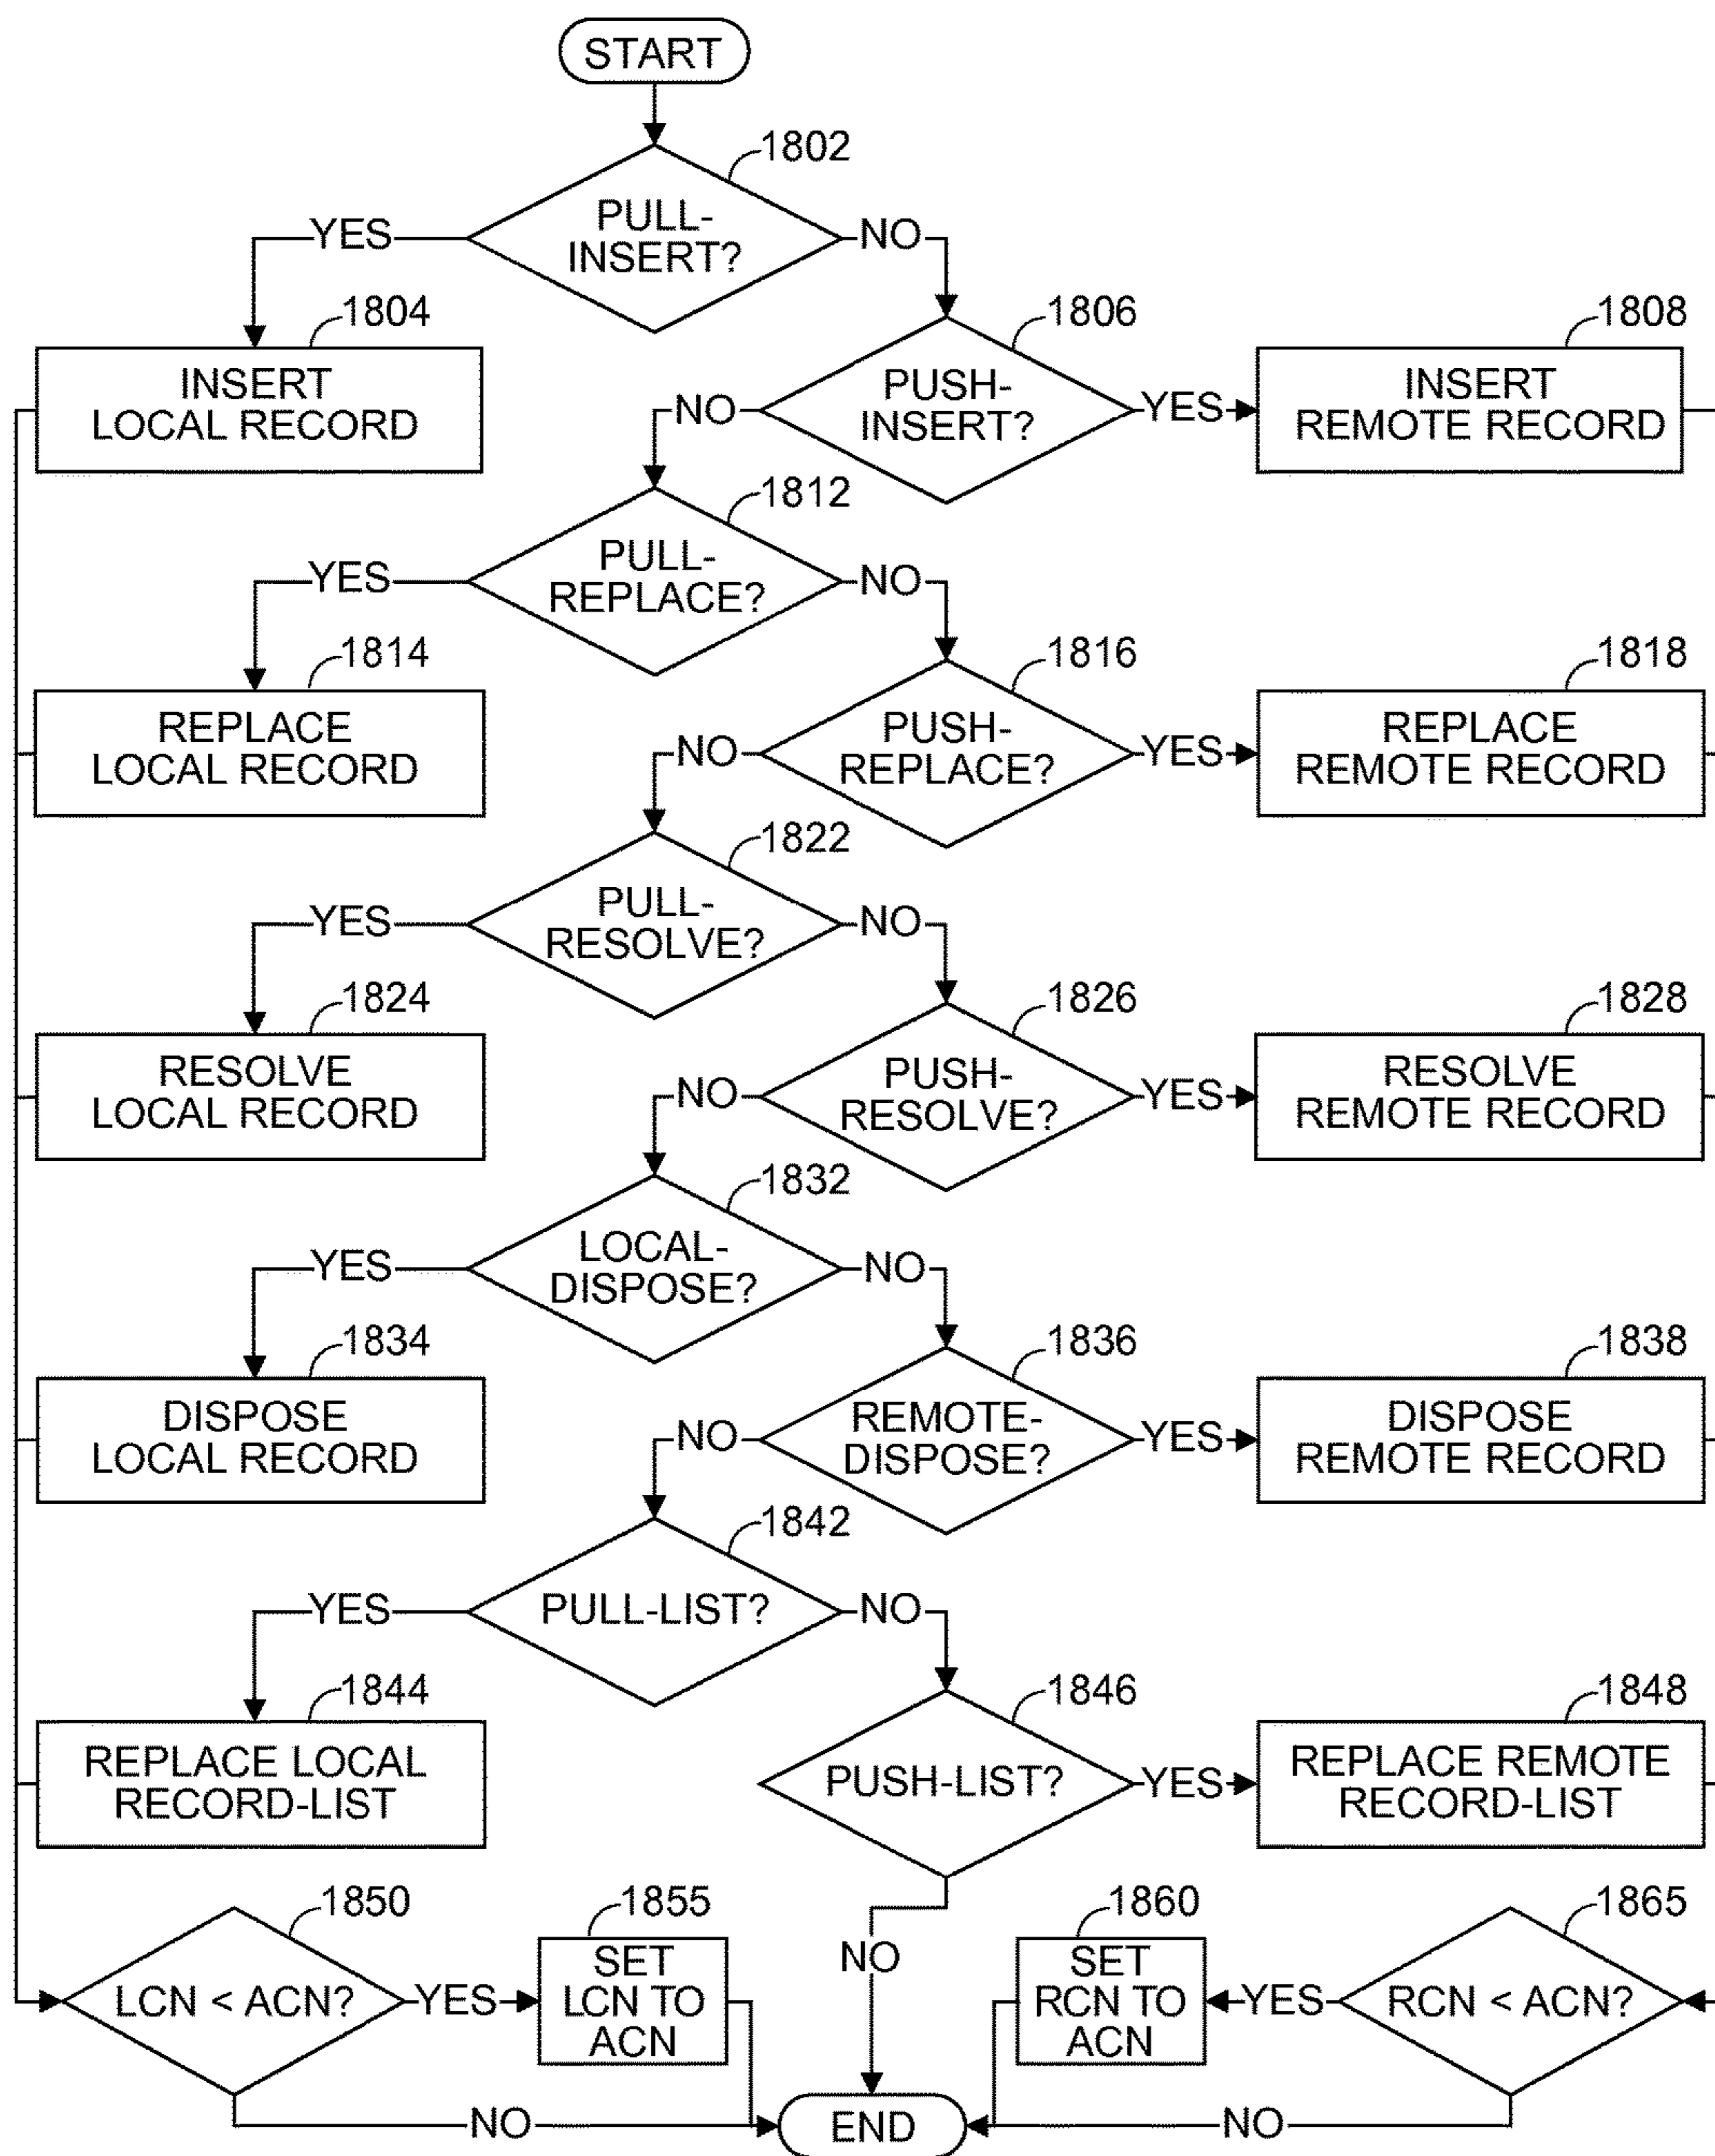 START
1802
PULL-
INSERT?
YES
NO
1804
INSERT
LOCAL RECORD
1806
PUSH-
INSERT?
NO
YES
1808
INSERT
REMOTE RECORD
1812
PULL-
REPLACE?
YES
NO
1814
REPLACE
LOCAL RECORD
1816
PUSH-
REPLACE?
NO
YES
1818
REPLACE
REMOTE RECORD
1822
PULL-
RESOLVE?
YES
NO
1824
RESOLVE
LOCAL RECORD
1826
PUSH-
RESOLVE?
NO
YES
1828
RESOLVE
REMOTE RECORD
1832
LOCAL-
DISPOSE?
YES
NO
1834
DISPOSE
LOCAL RECORD
1836
REMOTE-
DISPOSE?
NO
YES
1838
DISPOSE
REMOTE RECORD
1842
PULL-LIST?
YES
NO
1844
REPLACE LOCAL
RECORD-LIST
1846
PUSH-LIST?
YES
NO
1848
REPLACE REMOTE
RECORD-LIST
1850
LCN < ACN?
YES
NO
1855
SET
LCN TO
ACN
1860
SET
RCN TO
ACN
1865
RCN < ACN?
YES
NO
END